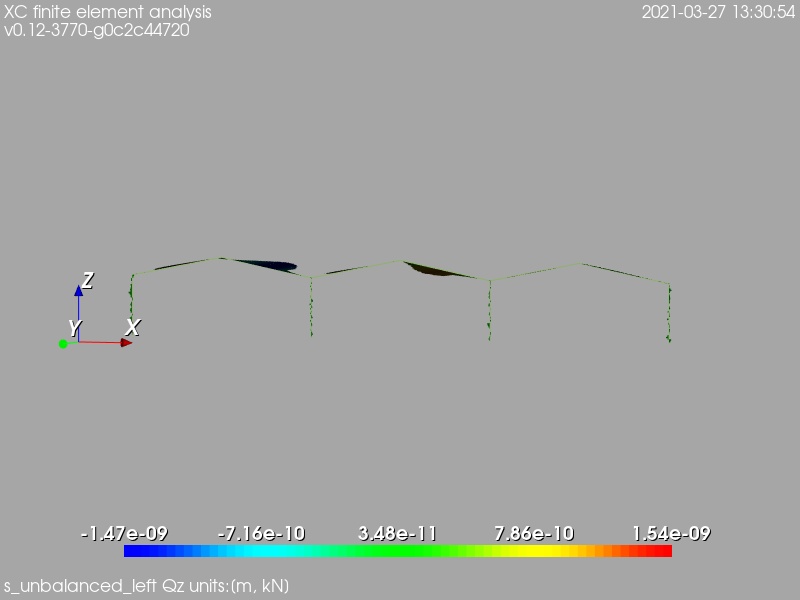 XC finite element analysis
2021-03-27 13:30:54
v0.12-3770-g0c2c44720
Z
Y
X
-1.47e-09 -7.16e-10 3.48e-11 7.86e-10 1.54e-09
s_unbalanced_left Qz units:[m, kN]